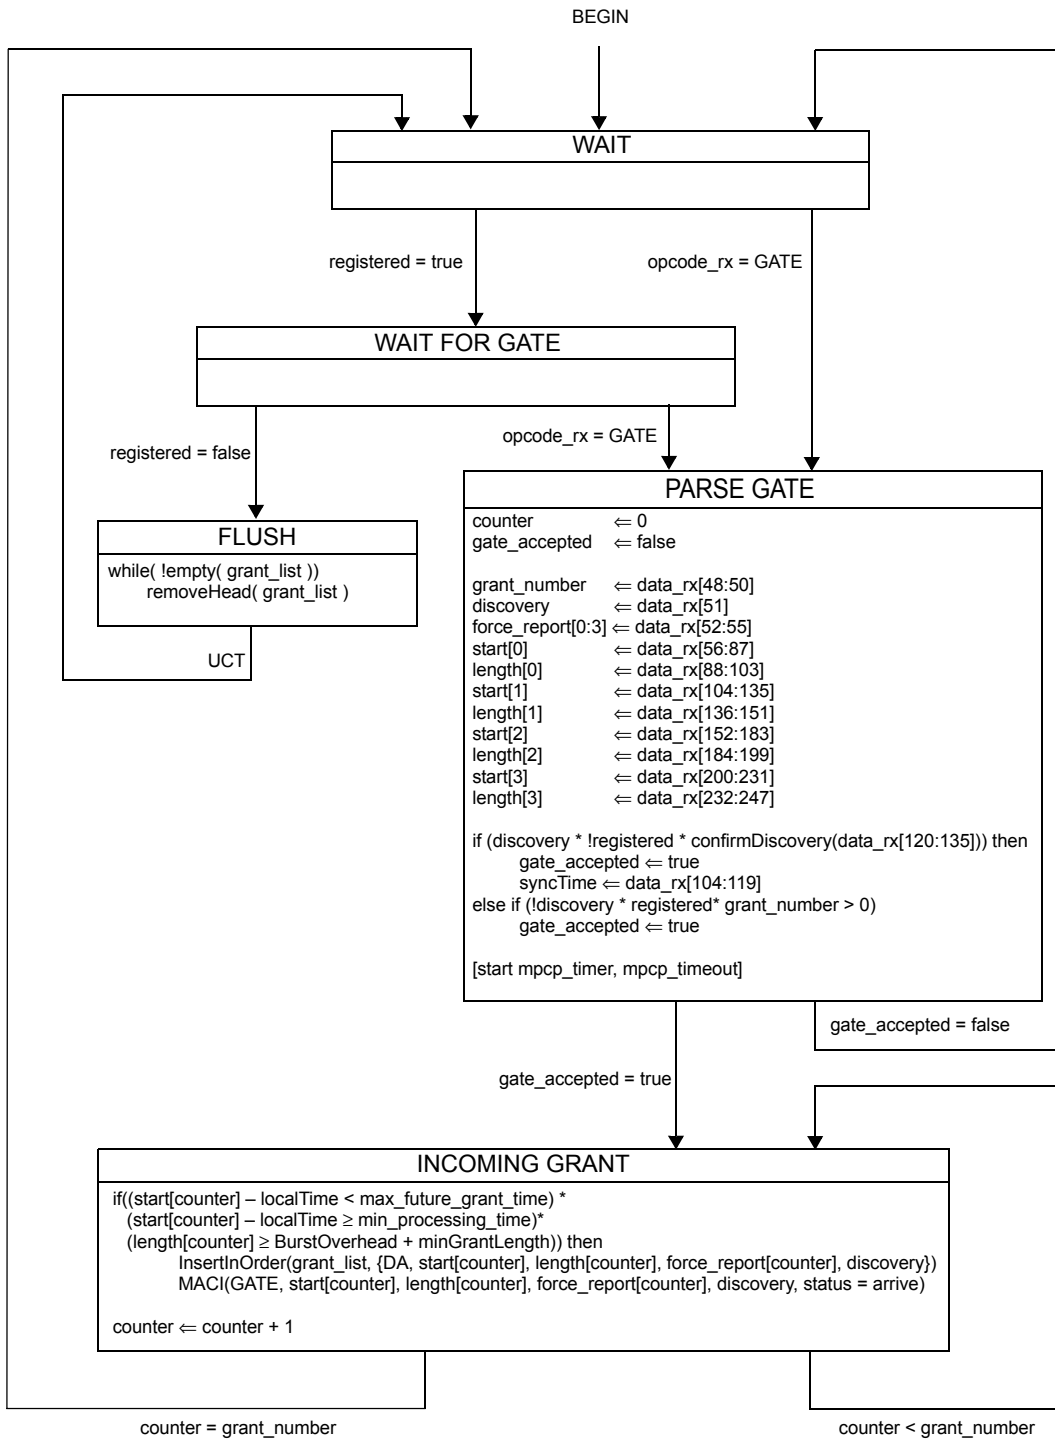 BEGIN
WAIT
registered = true
opcode_rx = GATE
WAIT FOR GATE
registered = false
opcode_rx = GATE
PARSE GATE
counter ⇐ 0
gate_accepted ⇐ false
grant_number ⇐ data_rx[48:50]
discovery ⇐ data_rx[51]
force_report[0:3] ⇐ data_rx[52:55]
start[0] ⇐ data_rx[56:87]
length[0] ⇐ data_rx[88:103]
start[1] ⇐ data_rx[104:135]
length[1] ⇐ data_rx[136:151]
start[2] ⇐ data_rx[152:183]
length[2] ⇐ data_rx[184:199]
start[3] ⇐ data_rx[200:231]
length[3] ⇐ data_rx[232:247]
if (discovery * !registered * confirmDiscovery(data_rx[120:135])) then
gate_accepted ⇐ true
syncTime ⇐ data_rx[104:119]
else if (!discovery * registered* grant_number > 0)
gate_accepted ⇐ true
[start mpcp_timer, mpcp_timeout]
FLUSH
while( !empty( grant_list ))
removeHead( grant_list )
UCT
gate_accepted = false
gate_accepted = true
INCOMING GRANT
if((start[counter] – localTime < max_future_grant_time) *
(start[counter] – localTime ≥ min_processing_time)*
(length[counter] ≥ BurstOverhead + minGrantLength)) then
InsertInOrder(grant_list, {DA, start[counter], length[counter], force_report[counter], discovery})
MACI(GATE, start[counter], length[counter], force_report[counter], discovery, status = arrive)
counter ⇐ counter + 1
counter = grant_number
counter < grant_number